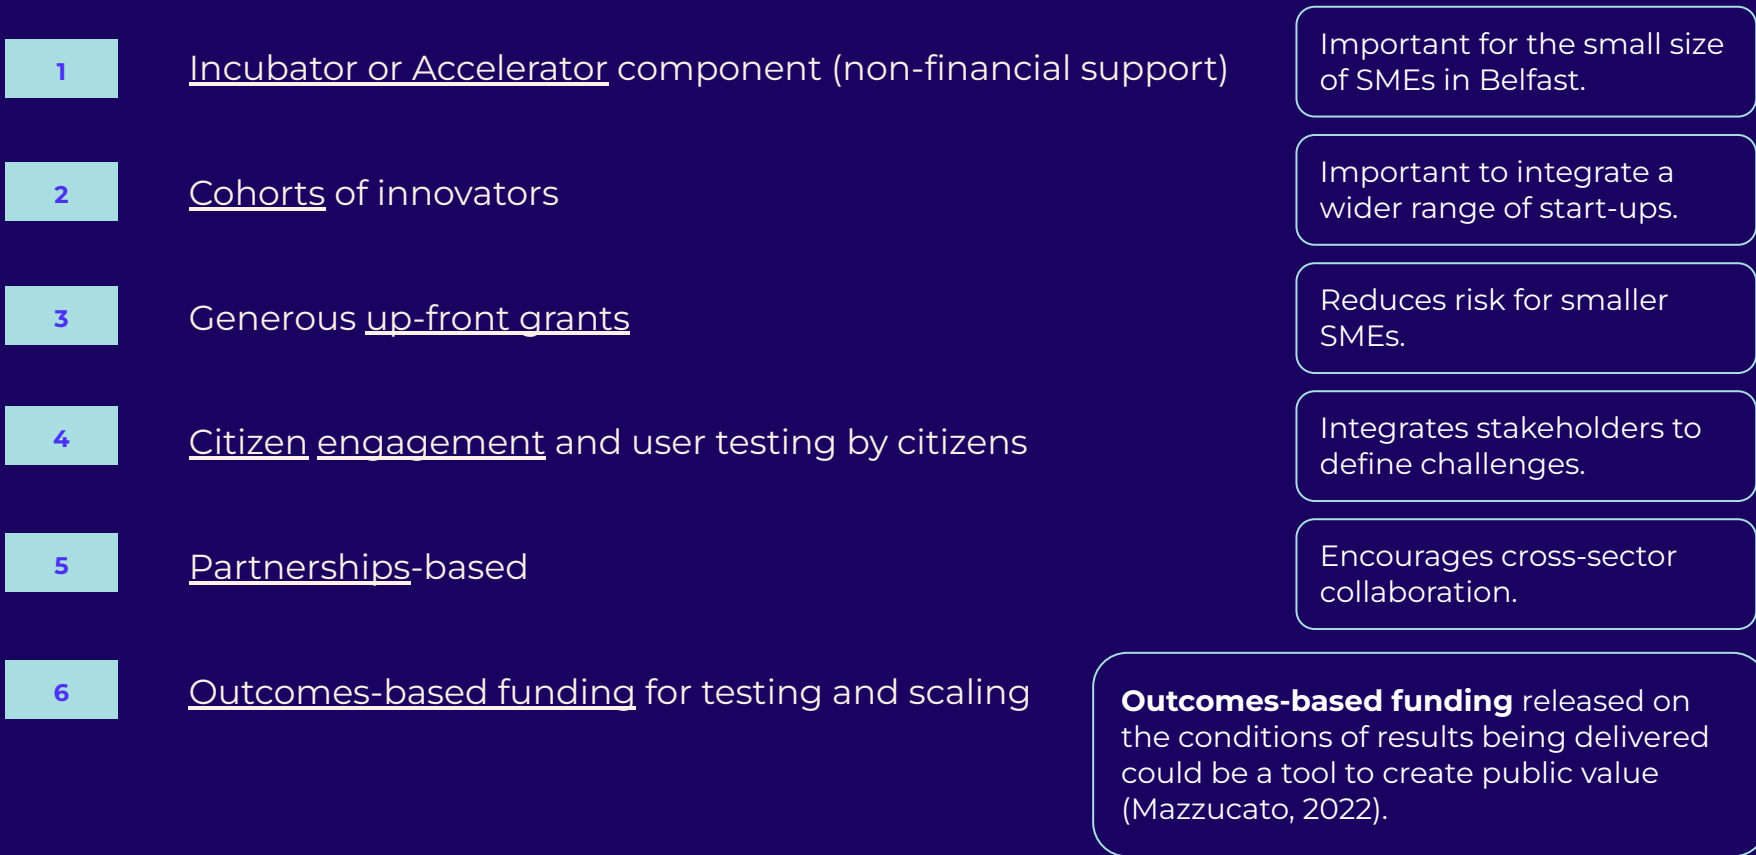 1
Incubator or Accelerator component (non-financial support)
Important for the small size
of SMEs in Belfast.
2
Cohorts of innovators
Important to integrate a
wider range of start-ups.
3
Generous up-front grants
Reduces risk for smaller
SMEs.
4
Citizen engagement and user testing by citizens
Integrates stakeholders to
define challenges.
5
Partnerships-based
Encourages cross-sector
collaboration.
6
Outcomes-based funding for testing and scaling
Outcomes-based funding released on
the conditions of results being delivered
could be a tool to create public value
(Mazzucato, 2022).